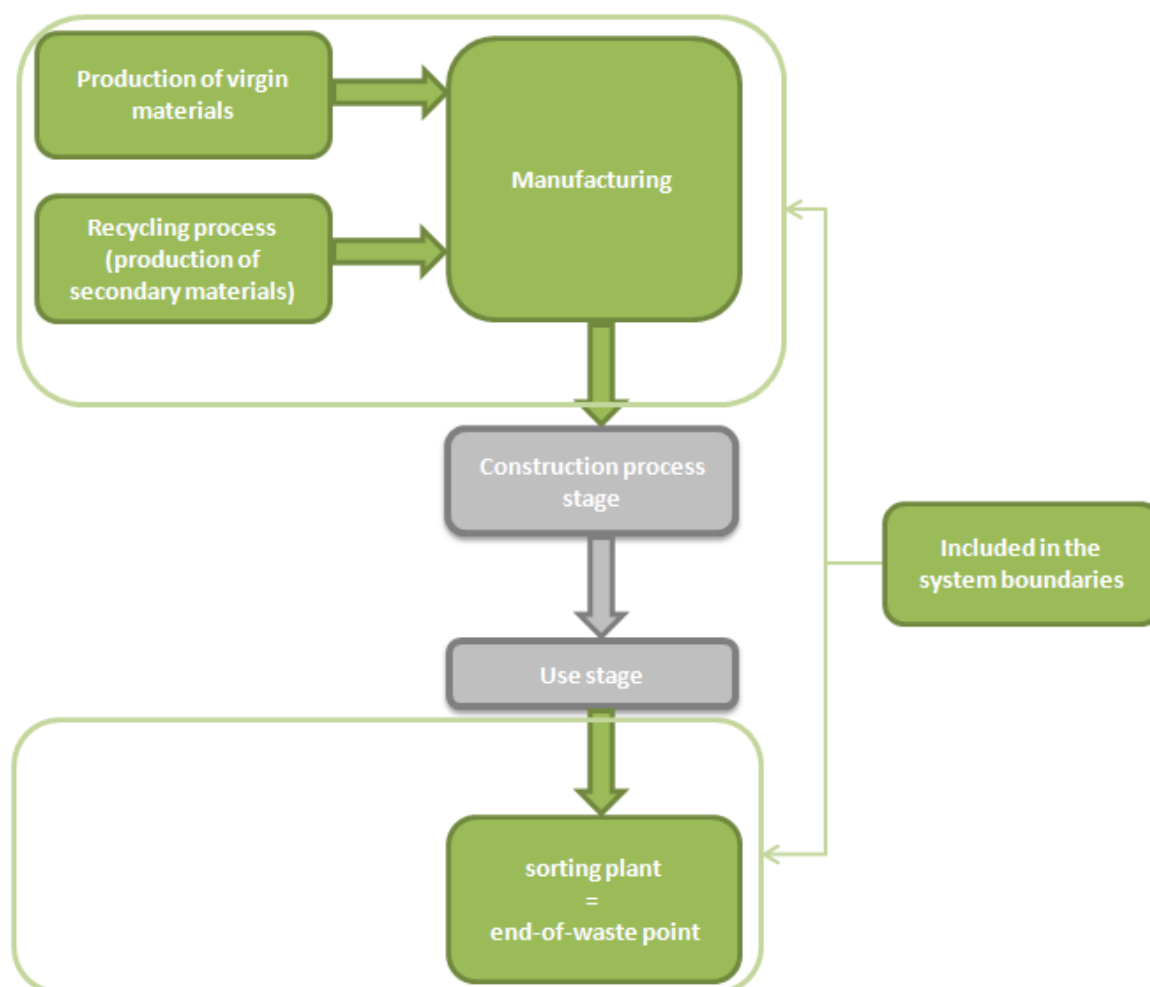 Production of virgin
materials
Manufacturing
Recycling process
(production of
secondary materials)
Construction process
stage
Included in the
system boundaries
Use stage
sorting plant
=
end-of-waste point